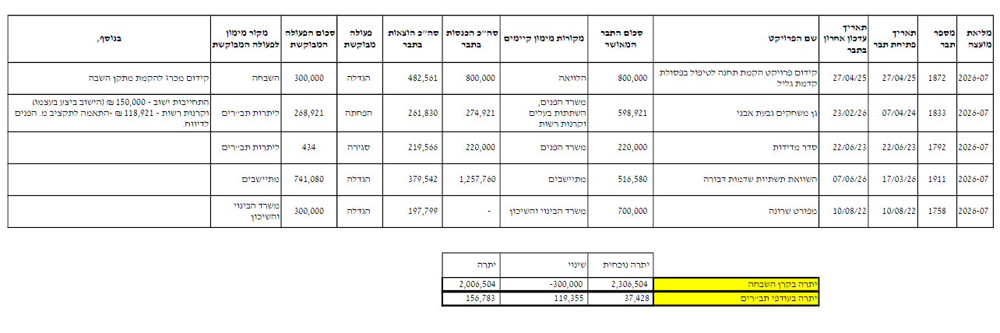 מליאת מועצה | מספר תבר | תאריך פתיחת תבר | תאריך עדכון אחרון בתבר | שם הפרוייקט | סכום התבר המאושר | מקורות מימון קיימים | סה״כ הכנסות בתבר | סה״כ הוצאות בתבר | פעולה מבוקשת | סכום הפעולה המבוקשת | מקור מימון לפעולה המבוקשת | בנוסף,
2026-07 | 1872 | 27/04/25 | 27/04/25 | קידום פרויקט הקמת תחנה לטיפול בפסולת קדמת גליל | 800,000 | הלוואה | 800,000 | 482,561 | הגדלה | 300,000 | השבחה | קידום מכרז להקמת מתקן השבה
2026-07 | 1833 | 07/04/24 | 23/02/26 | גן משחקים גבעת אבני | 598,921 | משרד הפנים, השתתות בעלים וקרנות רשות | 274,921 | 261,830 | הפחתה | 268,921 | ליתרות תב״רים | התחייבות ישוב - 150,000 ₪ (הישוב ביצע בעצמו) וקרנות רשות - 118,921 ₪ -התאמה לתקציב מ. הפנים לדיווח.
2026-07 | 1792 | 22/06/23 | 22/06/23 | סדר מדידות | 220,000 | משרד הפנים | 220,000 | 219,566 | סגירה | 434 | ליתרות תב״רים
2026-07 | 1911 | 17/03/26 | 07/06/26 | השוואת תשתיות שדמות דבורה | 516,580 | מתיישבים | 1,257,760 | 379,542 | הגדלה | 741,080 | מתיישבים
2026-07 | 1758 | 10/08/22 | 10/08/22 | מפורט שרונה | 700,000 | משרד הבינוי והשיכון | - | 197,799 | הגדלה | 300,000 | משרד הבינוי והשיכון
יתרה נוכחית | שינוי | יתרה
יתרה בקרן השבחה | 2,306,504 | -300,000 | 2,006,504
יתרה בעודפי תב״רים | 37,428 | 119,355 | 156,783